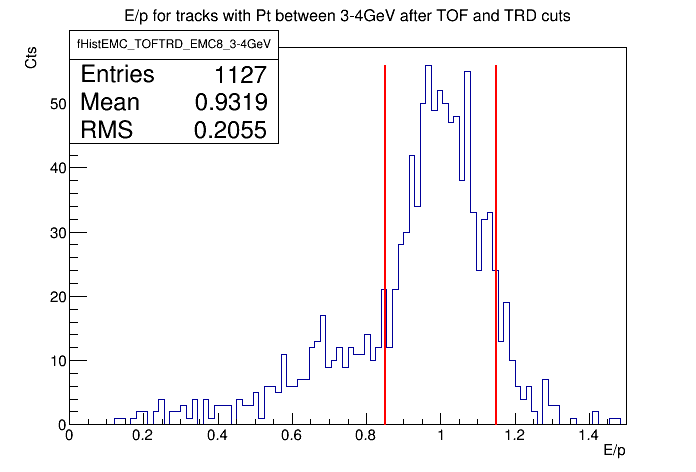 E/p for tracks with Pt between 3-4GeV after TOF and TRD cuts
fHistEMC_TOFTRD_EMC8_3-4GeV
Entries 1127
Mean 0.9319
RMS 0.2055
Cts
50
40
30
20
10
0
0 0.2 0.4 0.6 0.8 1 1.2 1.4
E/p